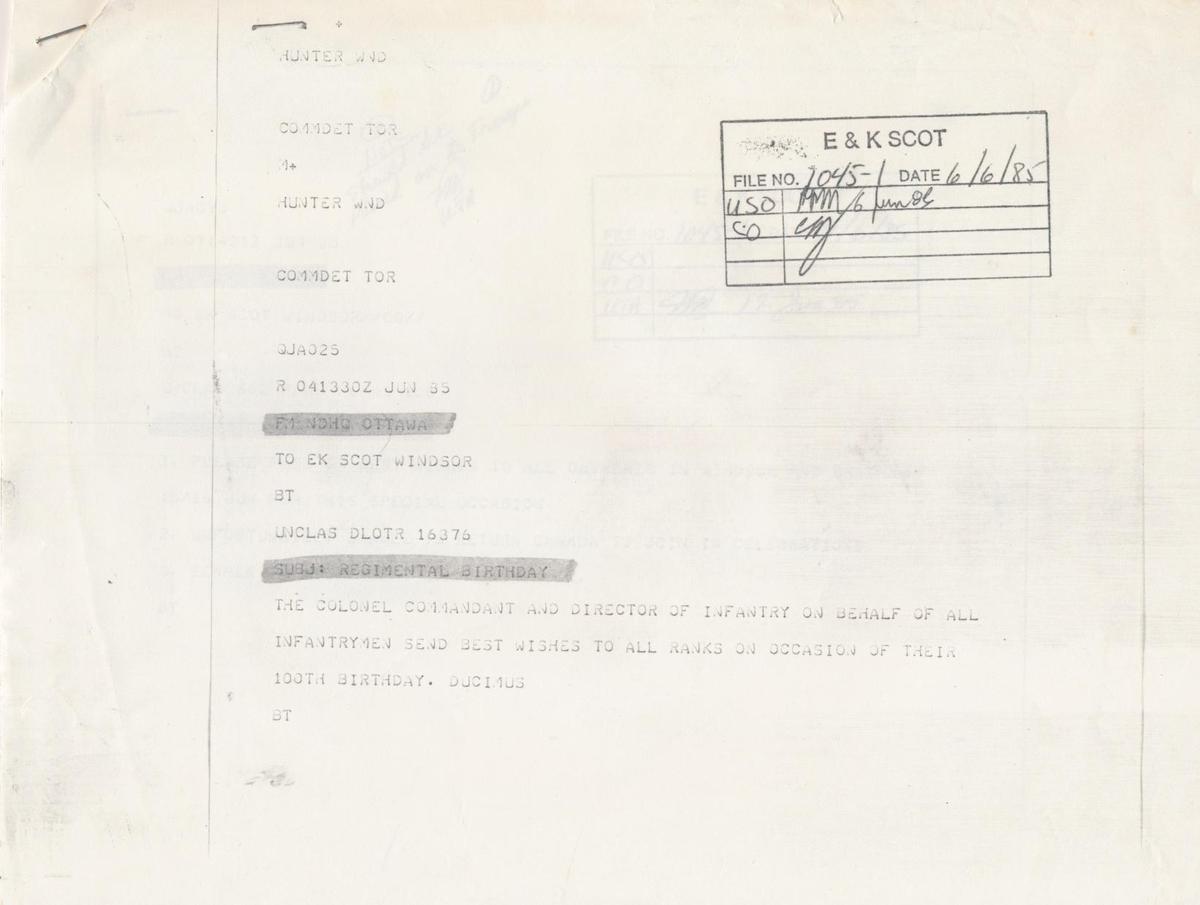 HUNTER WND
COMMDET TOR
M+
HUNTER WND
COMMDET TOR
QJA025
R 041330Z JUN 85
FM NDHQ OTTAWA
TO EK SCOT WINDSOR
BT
UNCLAS DLOTR 16376
SUBJ: REGIMENTAL BIRTHDAY
THE COLONEL COMMANDANT AND DIRECTOR OF INFANTRY ON BEHALF OF ALL
INFANTRYMEN SEND BEST WISHES TO ALL RANKS ON OCCASION OF THEIR
100TH BIRTHDAY. DUCIMUS
BT
E & K SCOT
FILE NO. 1045-1 DATE 6/6/85
USO
CO